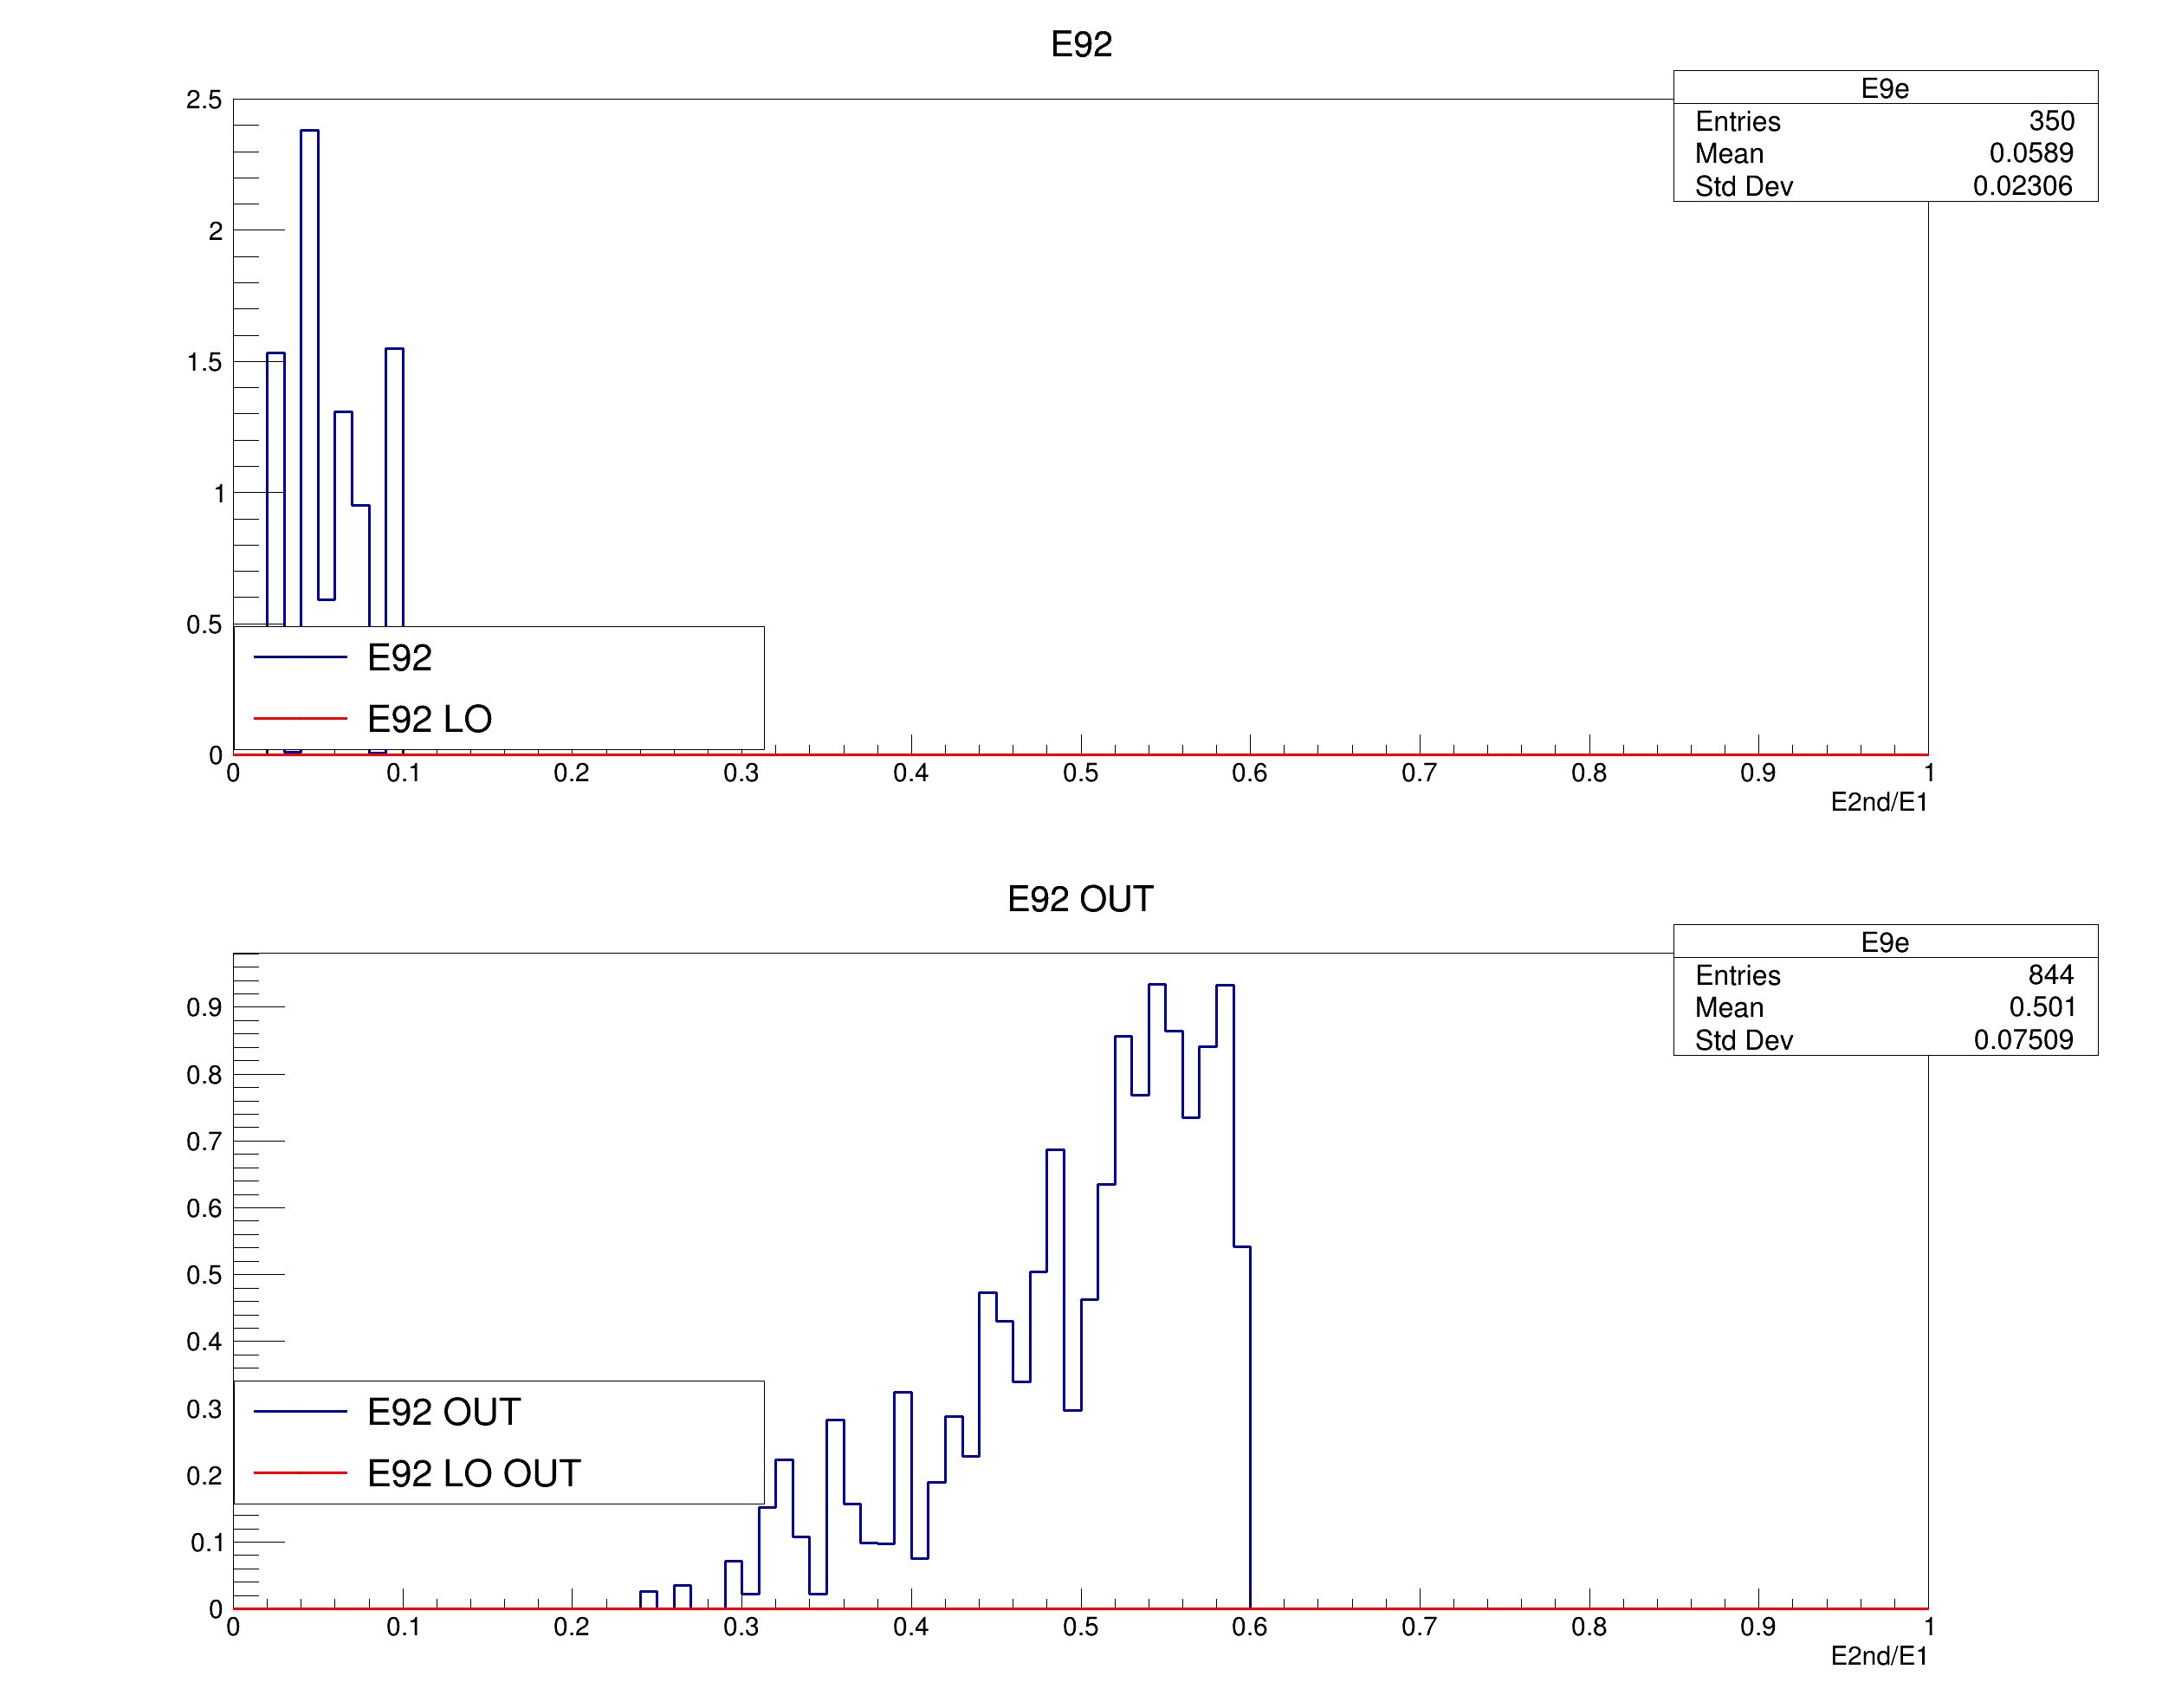 E92
E9e
Entries 350
Mean 0.0589
Std Dev 0.02306
2.5
2
1.5
1
0.5
0
E92
E92 LO
0 0.1 0.2 0.3 0.4 0.5 0.6 0.7 0.8 0.9 1
E2nd/E1
E92 OUT
E9e
Entries 844
Mean 0.501
Std Dev 0.07509
0.9
0.8
0.7
0.6
0.5
0.4
0.3
0.2
0.1
0
E92 OUT
E92 LO OUT
0 0.1 0.2 0.3 0.4 0.5 0.6 0.7 0.8 0.9 1
E2nd/E1